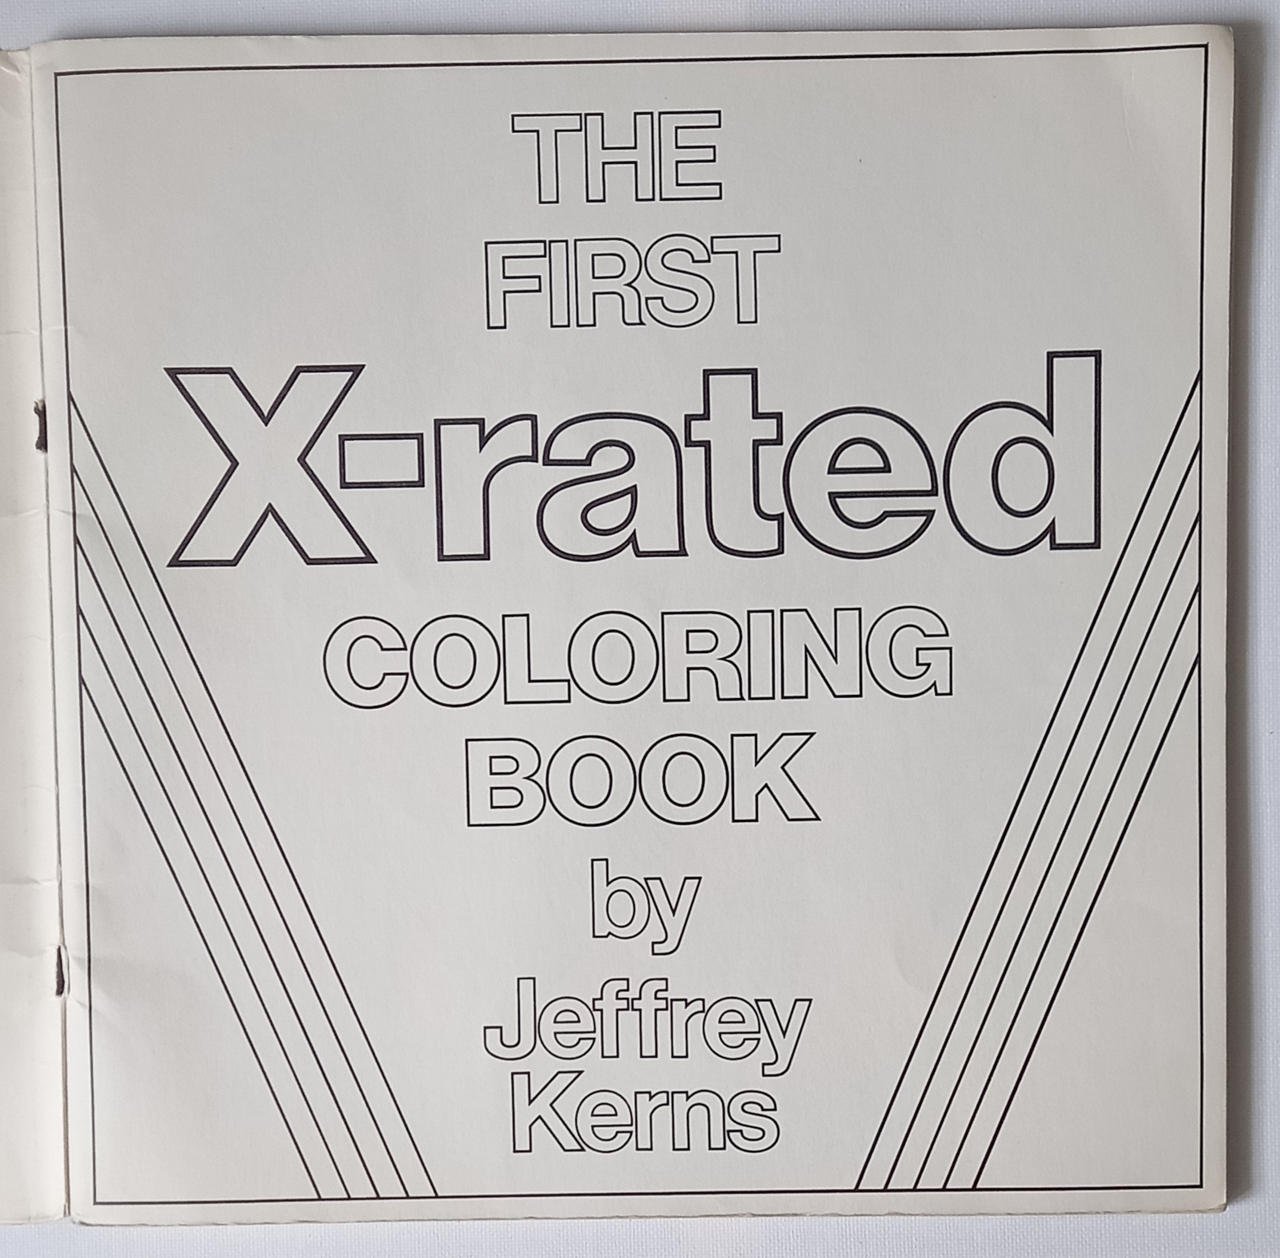 THE
FIRST
X-rated
COLORING
BOOK
by
Jeffrey
Kerns